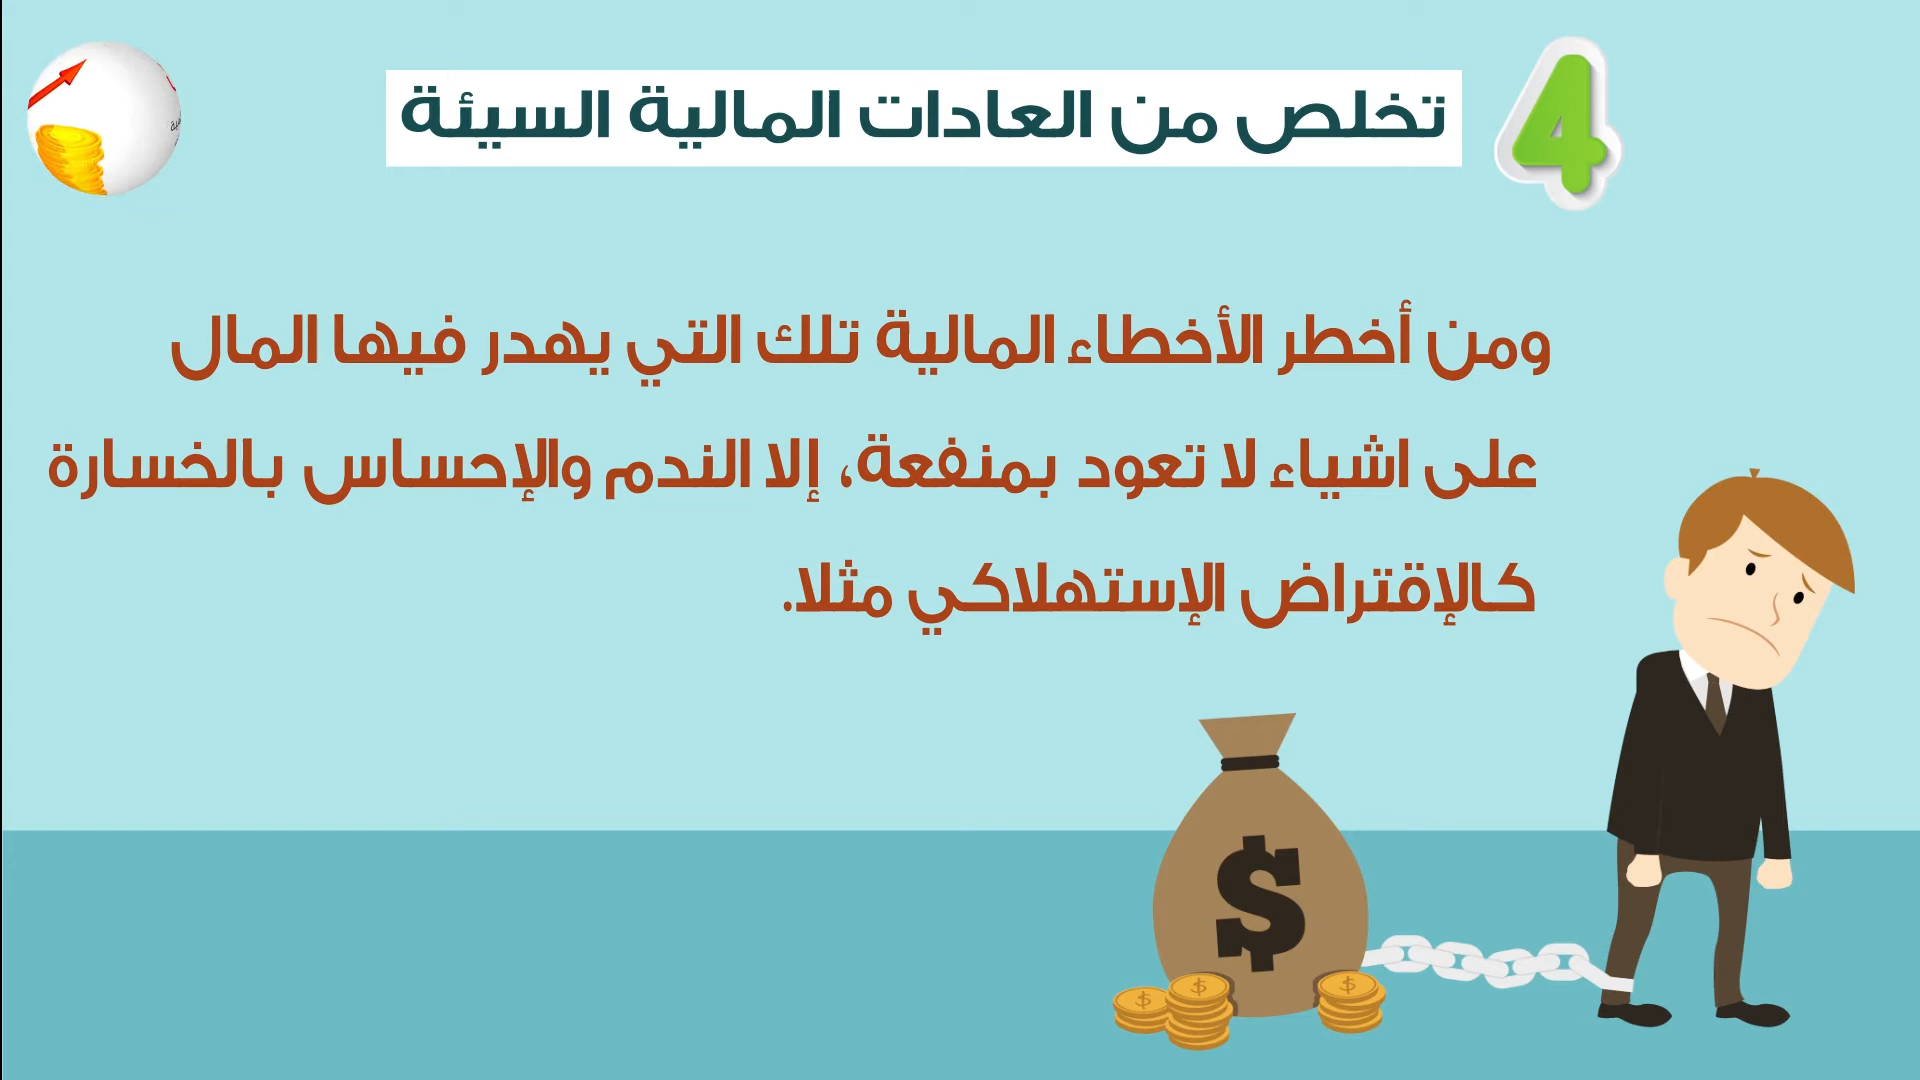 4
تخلص من العادات المالية السيئة
ومن أخطر الأخطاء المالية تلك التي يهدر فيها المال
على اشياء لا تعود بمنفعة، إلا الندم والإحساس بالخسارة
كالإقتراض الإستهلاكي مثلا.
$
$ $ $